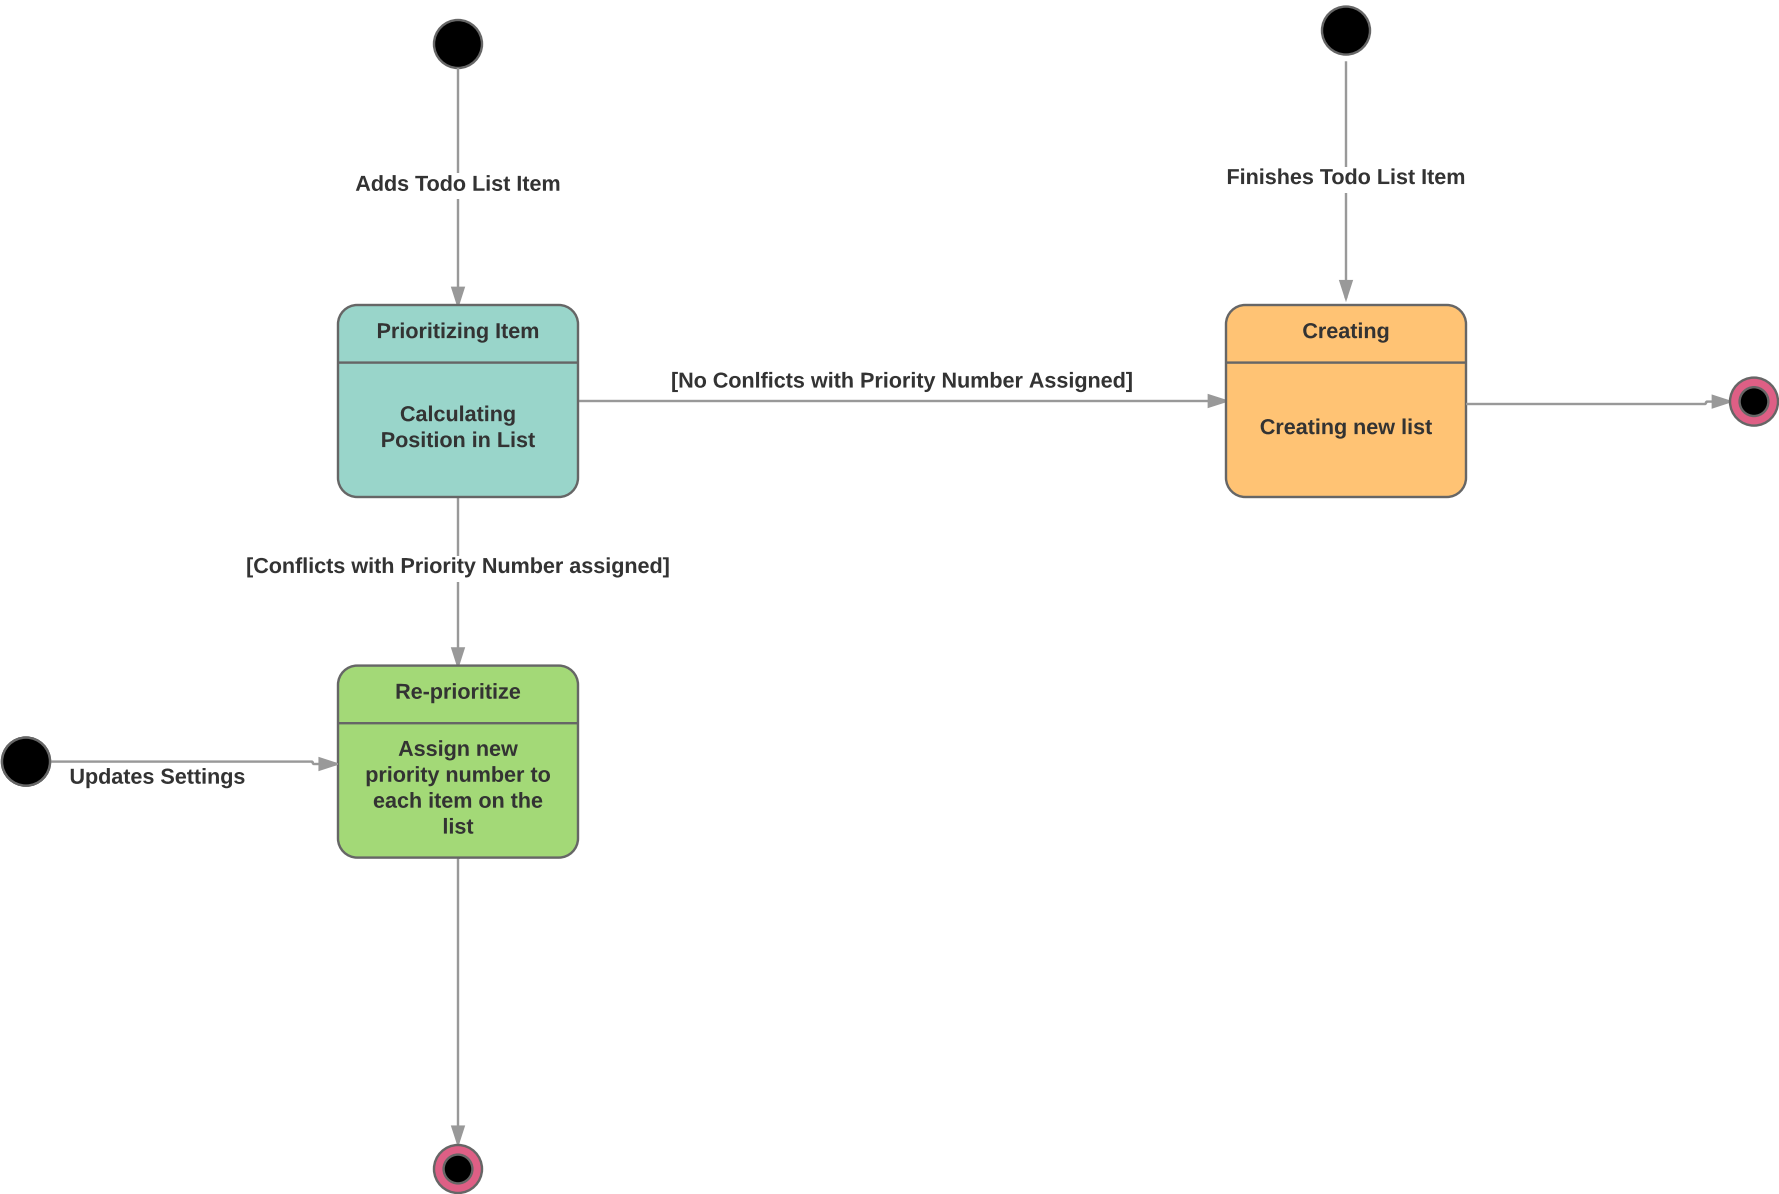 Adds Todo List Item
Finishes Todo List Item
Prioritizing Item
Calculating
Position in List
[No Conlficts with Priority Number Assigned]
Creating
Creating new list
[Conflicts with Priority Number assigned]
Updates Settings
Re-prioritize
Assign new
priority number to
each item on the
list